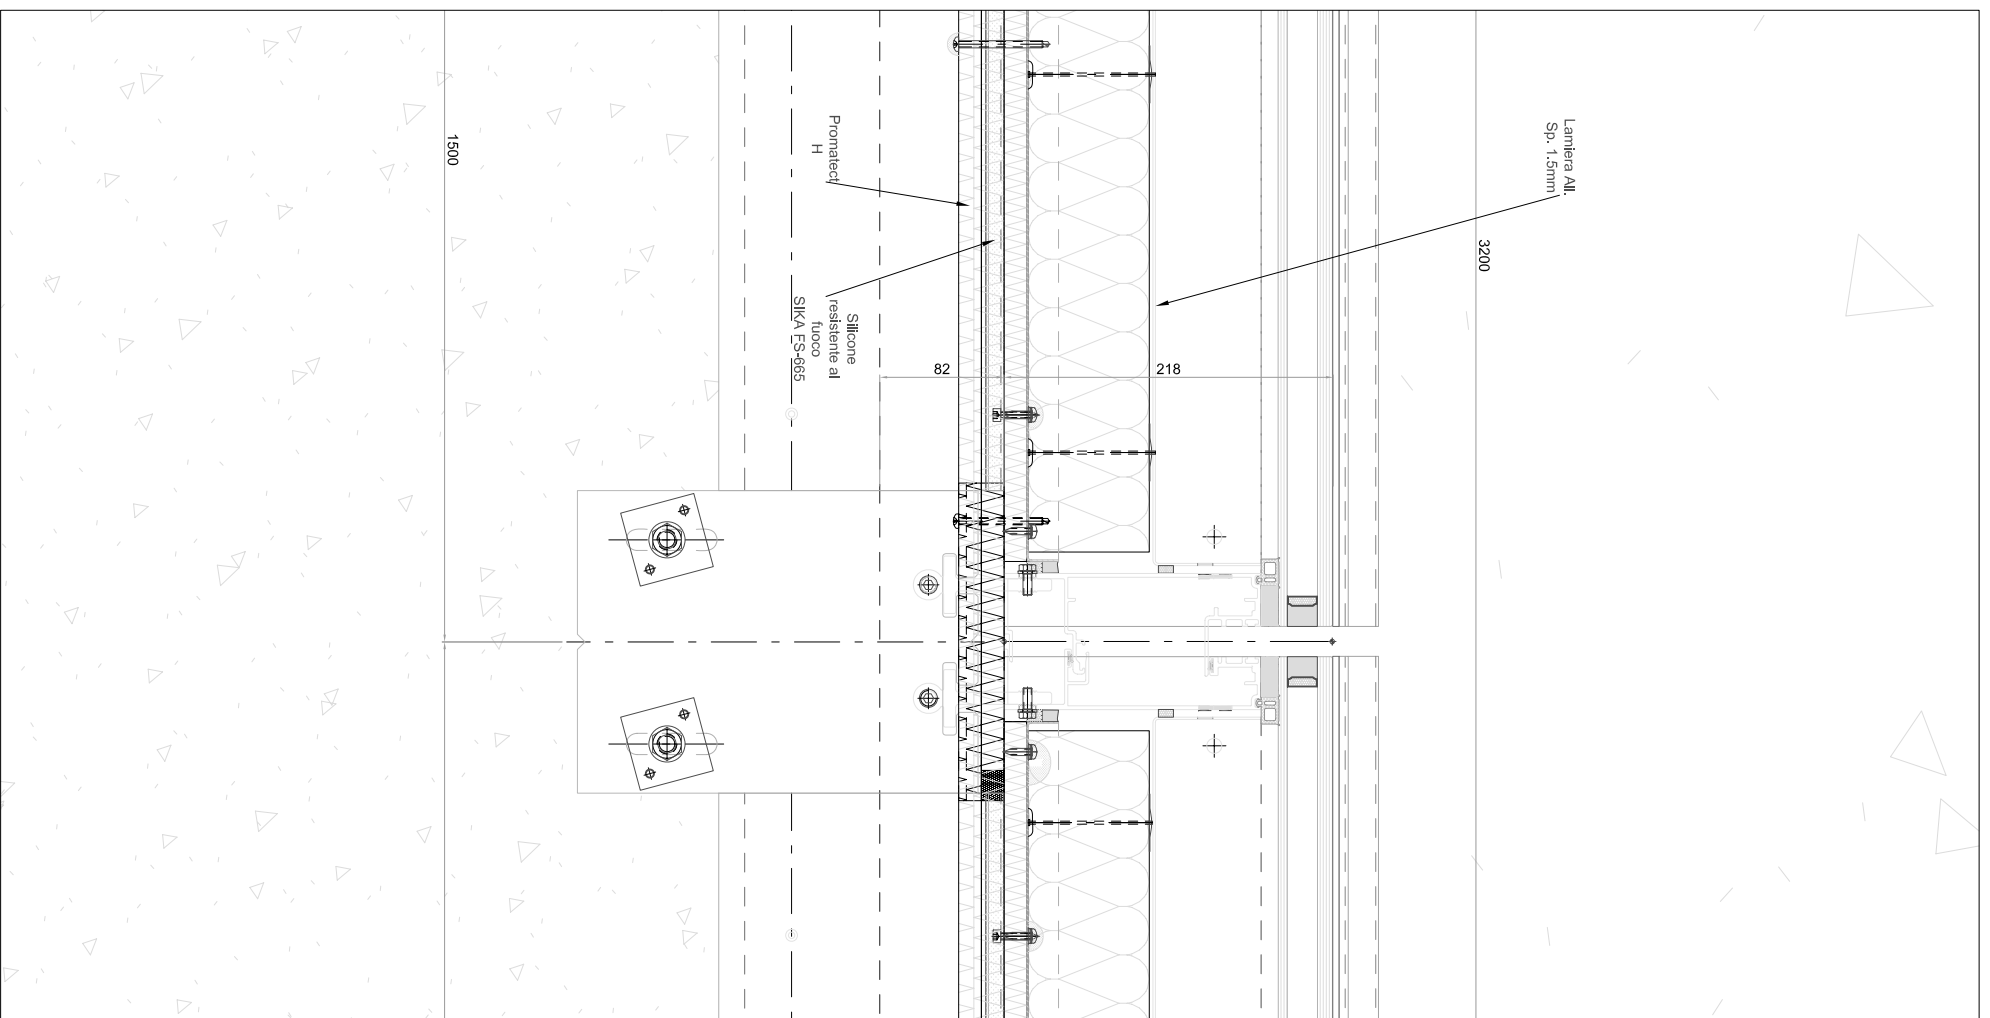 Lamiera All.
Sp. 1.5mm
3200
1500
Promatect
H
Silicone
resistente al
fuoco
SIKA FS-665
82
218